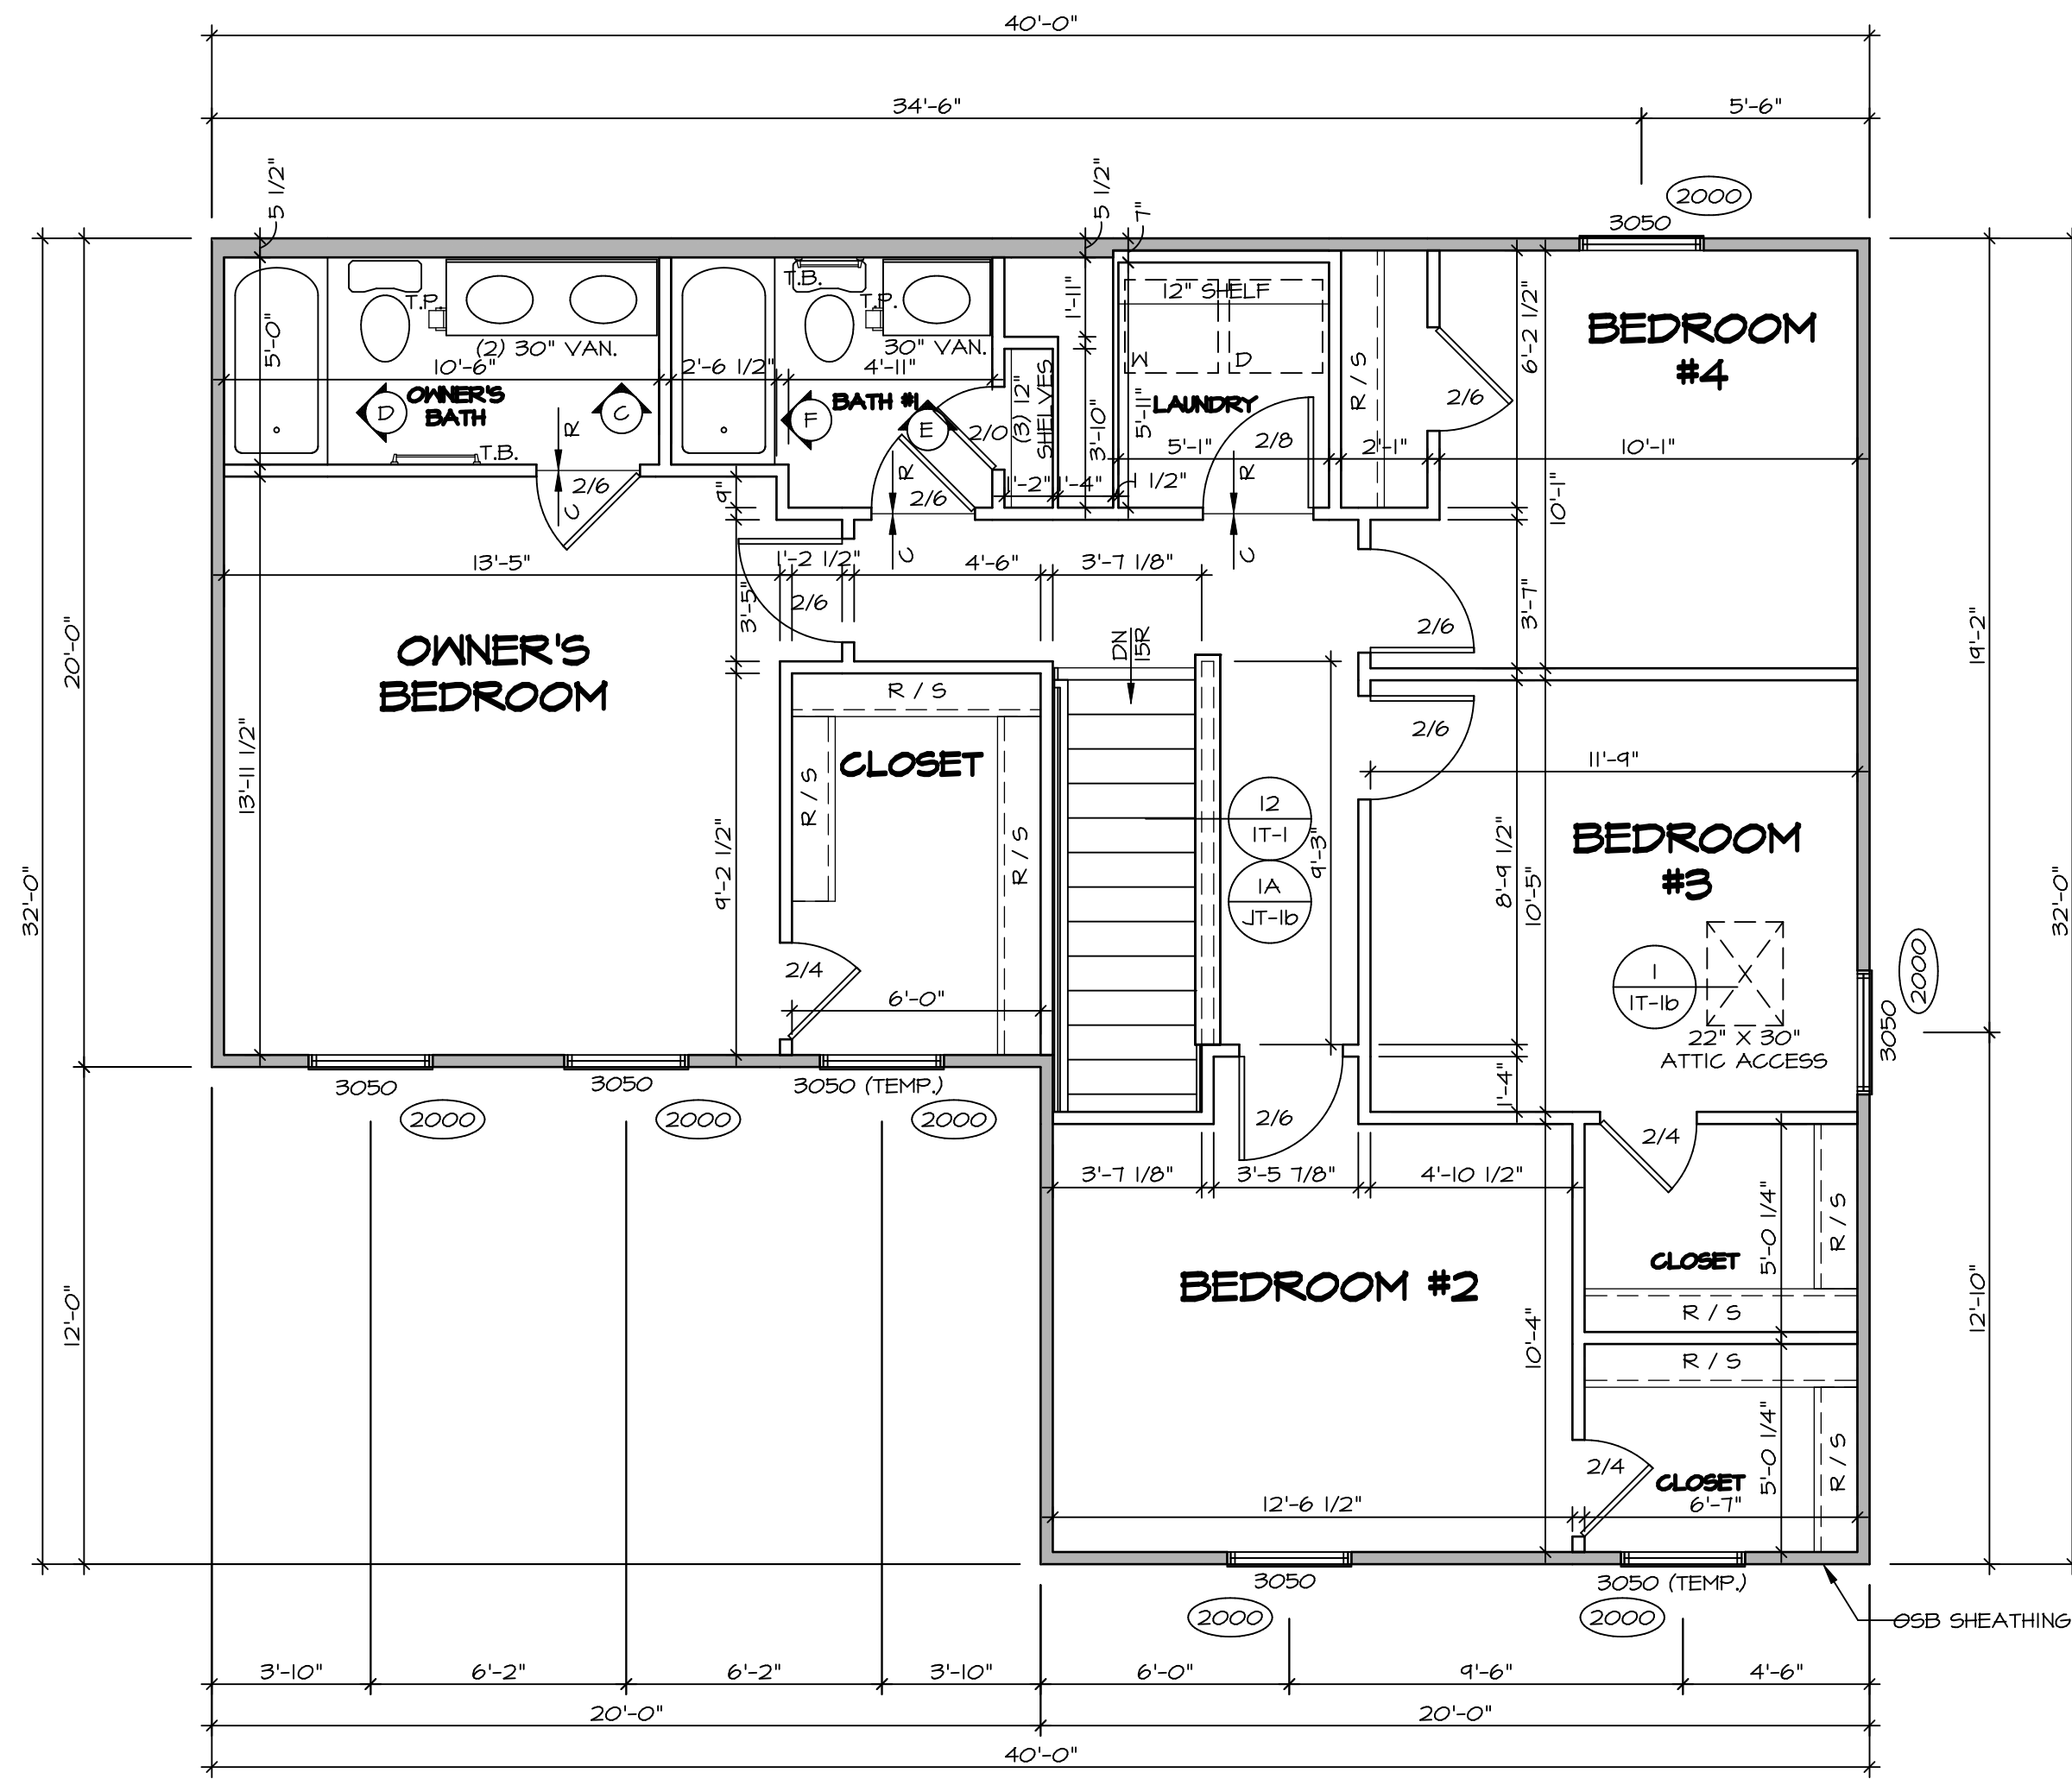 40'-0"
34'-6"
5'-6"
5 1/2"
5 1/2"
7"
2000
3050
T.P.
(2) 30" VAN.
T.B.
T.P.
30" VAN.
1'-11"
12" SHELF
W
D
R / S
6'-2 1/2"
BEDROOM
#4
5'-0"
10'-6"
2'-6 1/2"
4'-11"
D
OWNER'S
BATH
C
F
BATH #1
E
2/0
(3) 12"
SHELVES
3'-10"
5'-11"
LAUNDRY
2/6
R
T.B.
2/6
C
9"
R
2/6
1'-2"
1'-4"
1 1/2"
5'-1"
2/8
R
2'-1"
10'-1"
10'-1"
13'-5"
1'-2 1/2"
C
4'-6"
3'-7 1/8"
C
3'-5"
2/6
3'-7"
2/6
20'-0"
19'-2"
OWNER'S
BEDROOM
DN
15R
R / S
CLOSET
R / S
R / S
13'-11 1/2"
9'-2 1/2"
2/6
11'-9"
12
1T-1
9'-3"
1A
JT-1b
8'-9 1/2"
10'-5"
BEDROOM
#3
32'-0"
32'-0"
2/4
6'-0"
1
1T-1b
22" X 30"
ATTIC ACCESS
2000
3050
3050
3050
3050 (TEMP.)
2000
2000
2000
1'-4"
2/6
2/4
3'-7 1/8"
3'-5 7/8"
4'-10 1/2"
5'-0 1/4"
R / S
CLOSET
R / S
BEDROOM #2
12'-0"
10'-4"
12'-10"
R / S
2/4
CLOSET
5'-0 1/4"
R / S
12'-6 1/2"
6'-7"
3050
3050 (TEMP.)
2000
2000
OSB SHEATHING
3'-10"
6'-2"
6'-2"
3'-10"
6'-0"
9'-6"
4'-6"
20'-0"
20'-0"
40'-0"